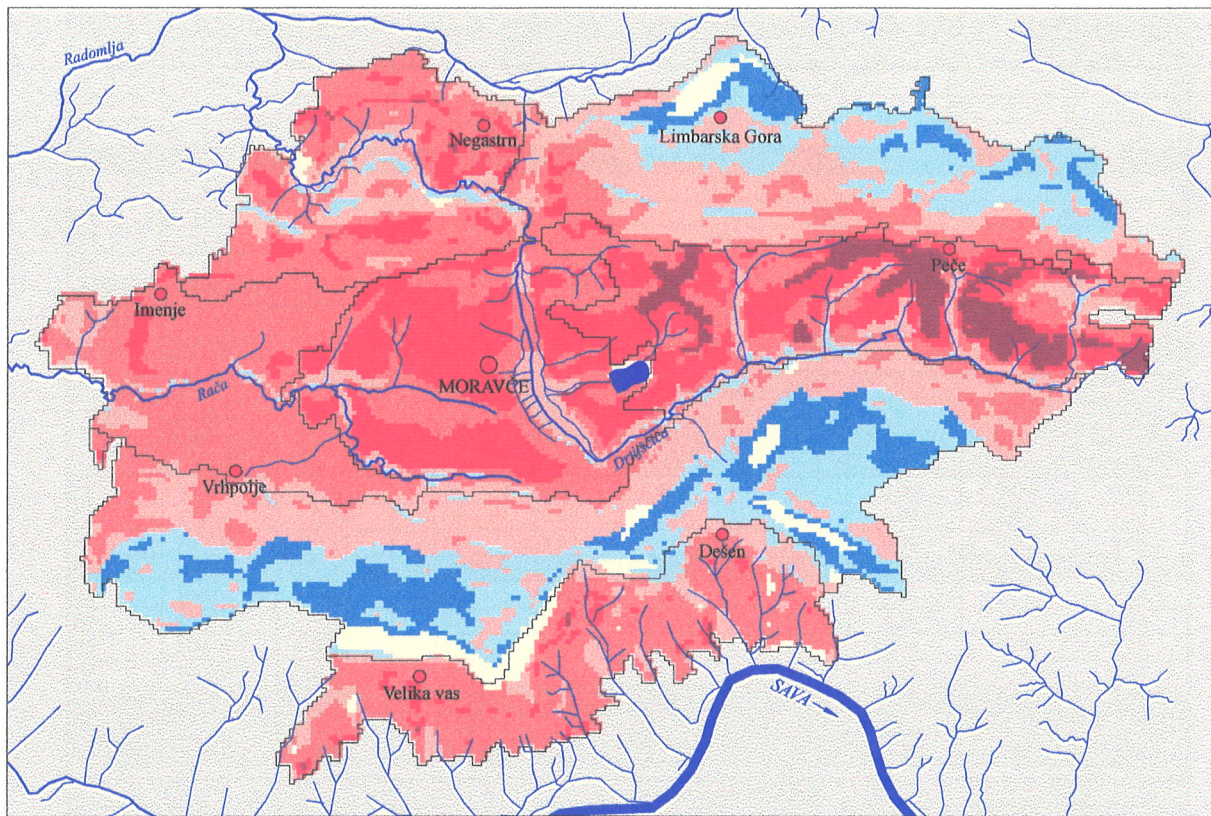 Radomlja
Negastrn
Limbarska Gora
Peče
Imenje
MORAVČE
Rača
Drtijščica
Vrhpolje
Dešen
Velika vas
SAVA